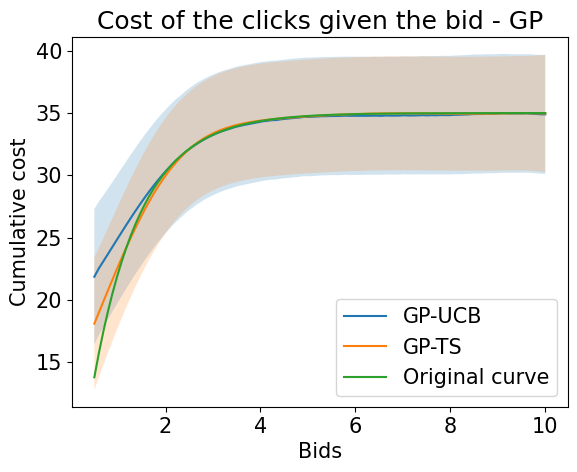 Cost of the clicks given the bid - GP
40
35
30
25
20
15
Cumulative cost
2 4 6 8 10
Bids
GP-UCB
GP-TS
Original curve